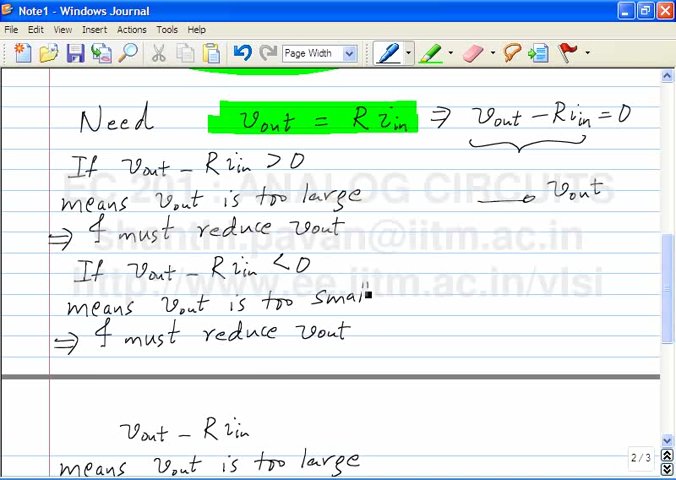 Note1 - Windows Journal
File Edit View Insert Actions Tools Help
Page Width
Need vout = R iin ⇒ vout - R iin = 0
If vout - R iin > 0
means vout is too large
vout
⇒ I must reduce vout
If vout - R iin < 0
means vout is too small
⇒ I must reduce vout
vout - R iin
means vout is too large
EC 201 : ANALOG CIRCUITS
shanthi.pavan@iitm.ac.in
http://www.ee.iitm.ac.in/vlsi
2/3